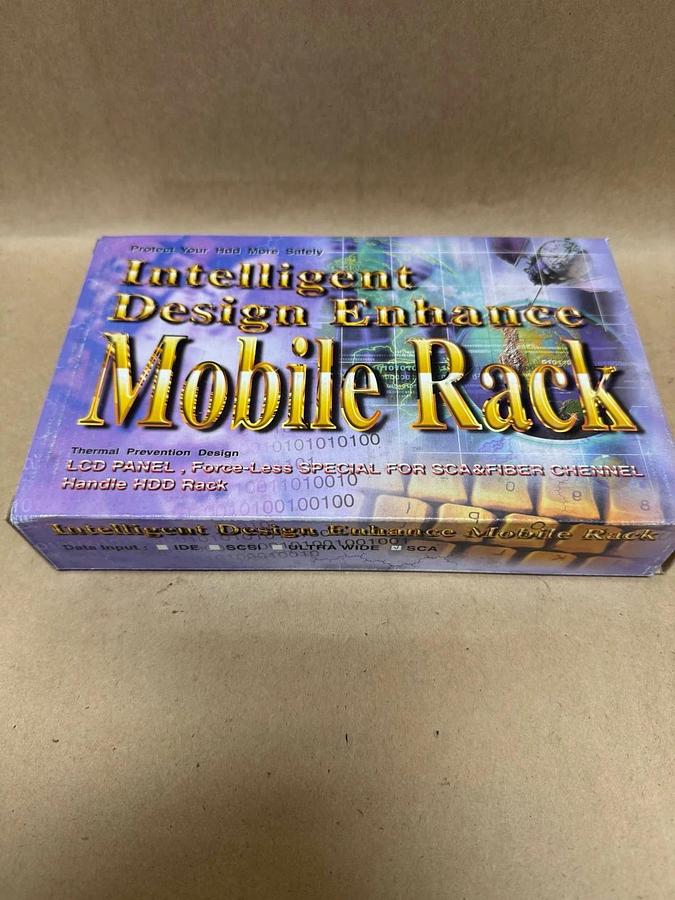 Protect Your Hdd More Safely
Intelligent
Design Enhance
Mobile Rack
0101010100
Thermal Prevention Design
LCD PANEL , Force-Less SPECIAL FOR SCA&FIBER CHENNEL
Handle HDD Rack
Intelligent Design Enhance Mobile Rack
Data Input : IDE SCSI ULTRA WIDE SCA